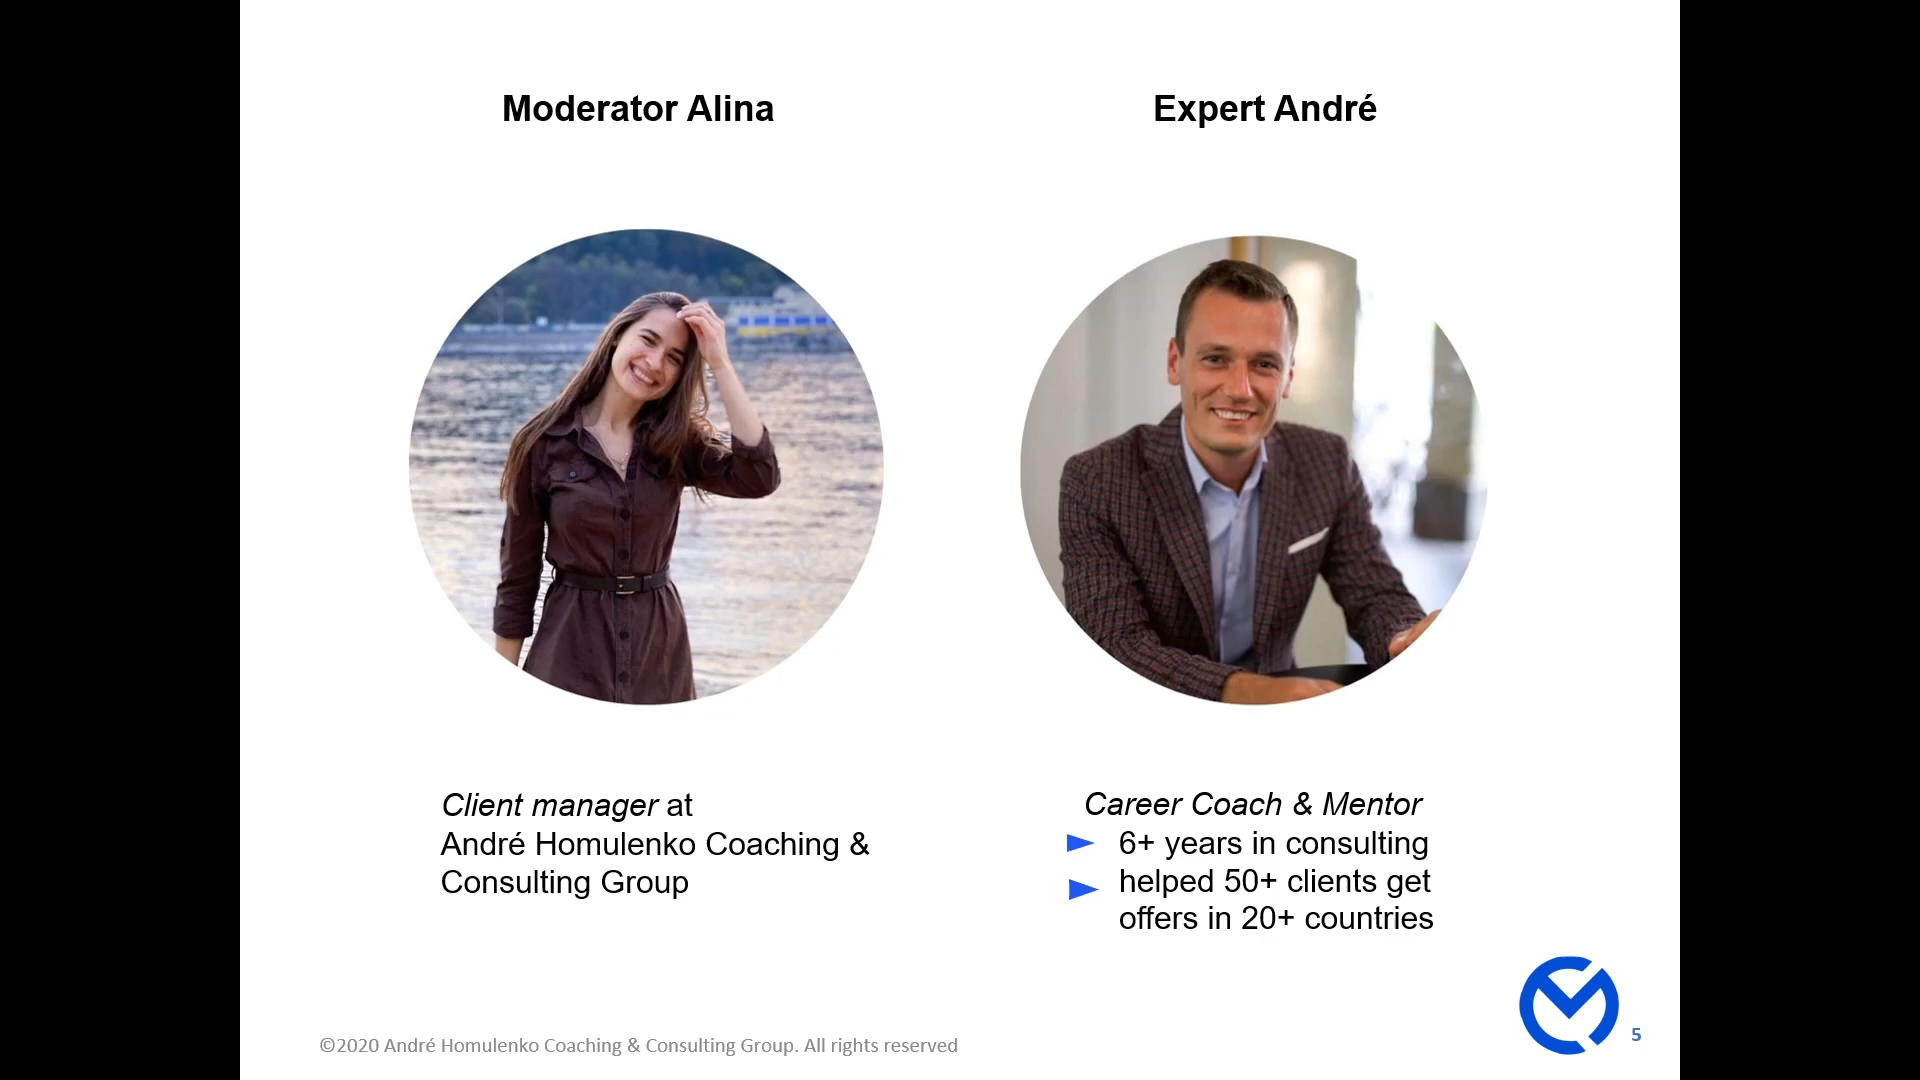 Moderator Alina
Expert André
Client manager at
André Homulenko Coaching &
Consulting Group
Career Coach & Mentor
6+ years in consulting
helped 50+ clients get
offers in 20+ countries
©2020 André Homulenko Coaching & Consulting Group. All rights reserved
5